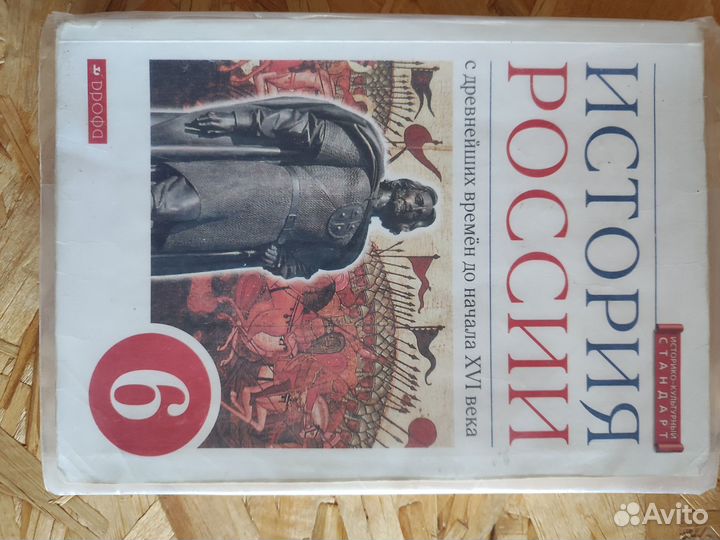 ИСТОРИКО-КУЛЬТУРНЫЙ
СТАНДАРТ
ИСТОРИЯ
РОССИИ
с древнейших времён до начала XVI века
6
ДРОФА
Avito